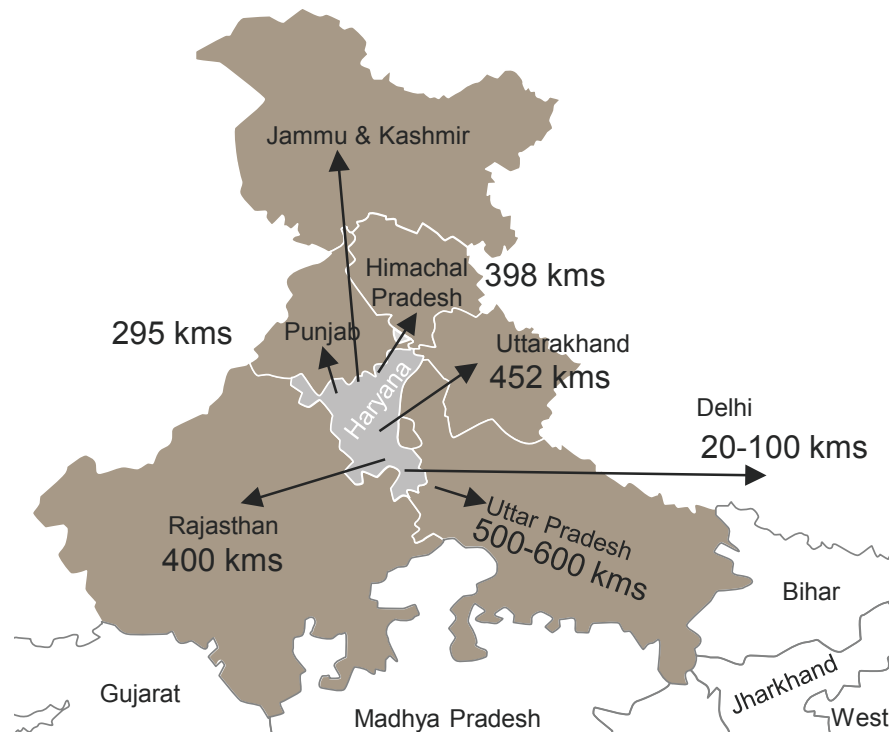 Jammu & Kashmir
Himachal
Pradesh
398 kms
295 kms
Punjab
Uttarakhand
452 kms
Haryana
Delhi
20-100 kms
Rajasthan
400 kms
Uttar Pradesh
500-600 kms
Bihar
Jharkhand
Gujarat
Madhya Pradesh
West